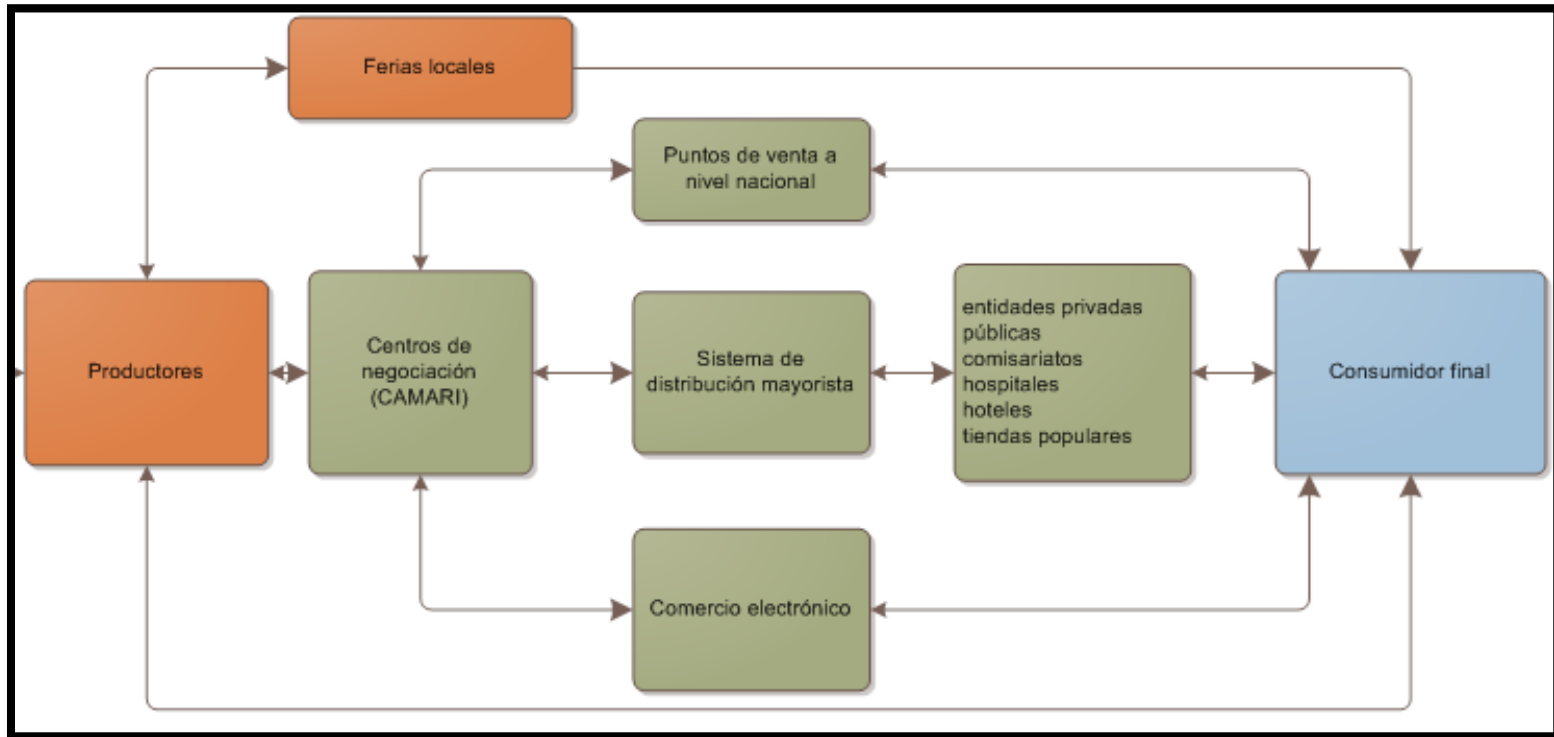 Ferias locales
Puntos de venta a
nivel nacional
Productores
Centros de
negociación
(CAMARI)
Sistema de
distribución mayorista
entidades privadas
públicas
comisariatos
hospitales
hoteles
tiendas populares
Consumidor final
Comercio electrónico